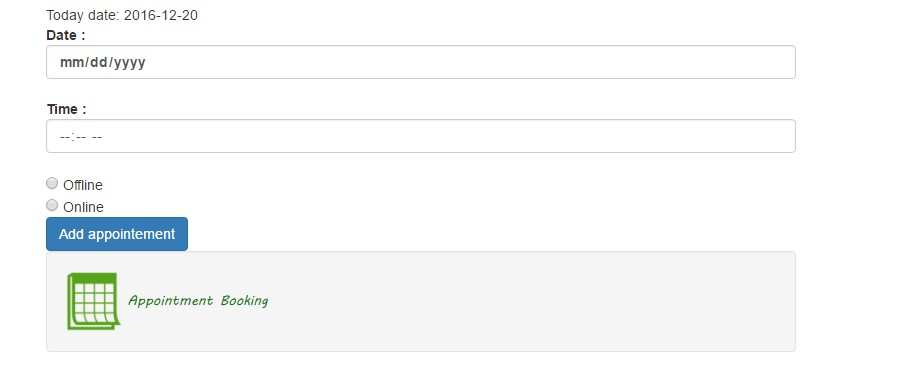 Today date: 2016-12-20
Date :
mm/dd/yyyy
Time :
--:-- --
Offline
Online
Add appointement
Appointment Booking